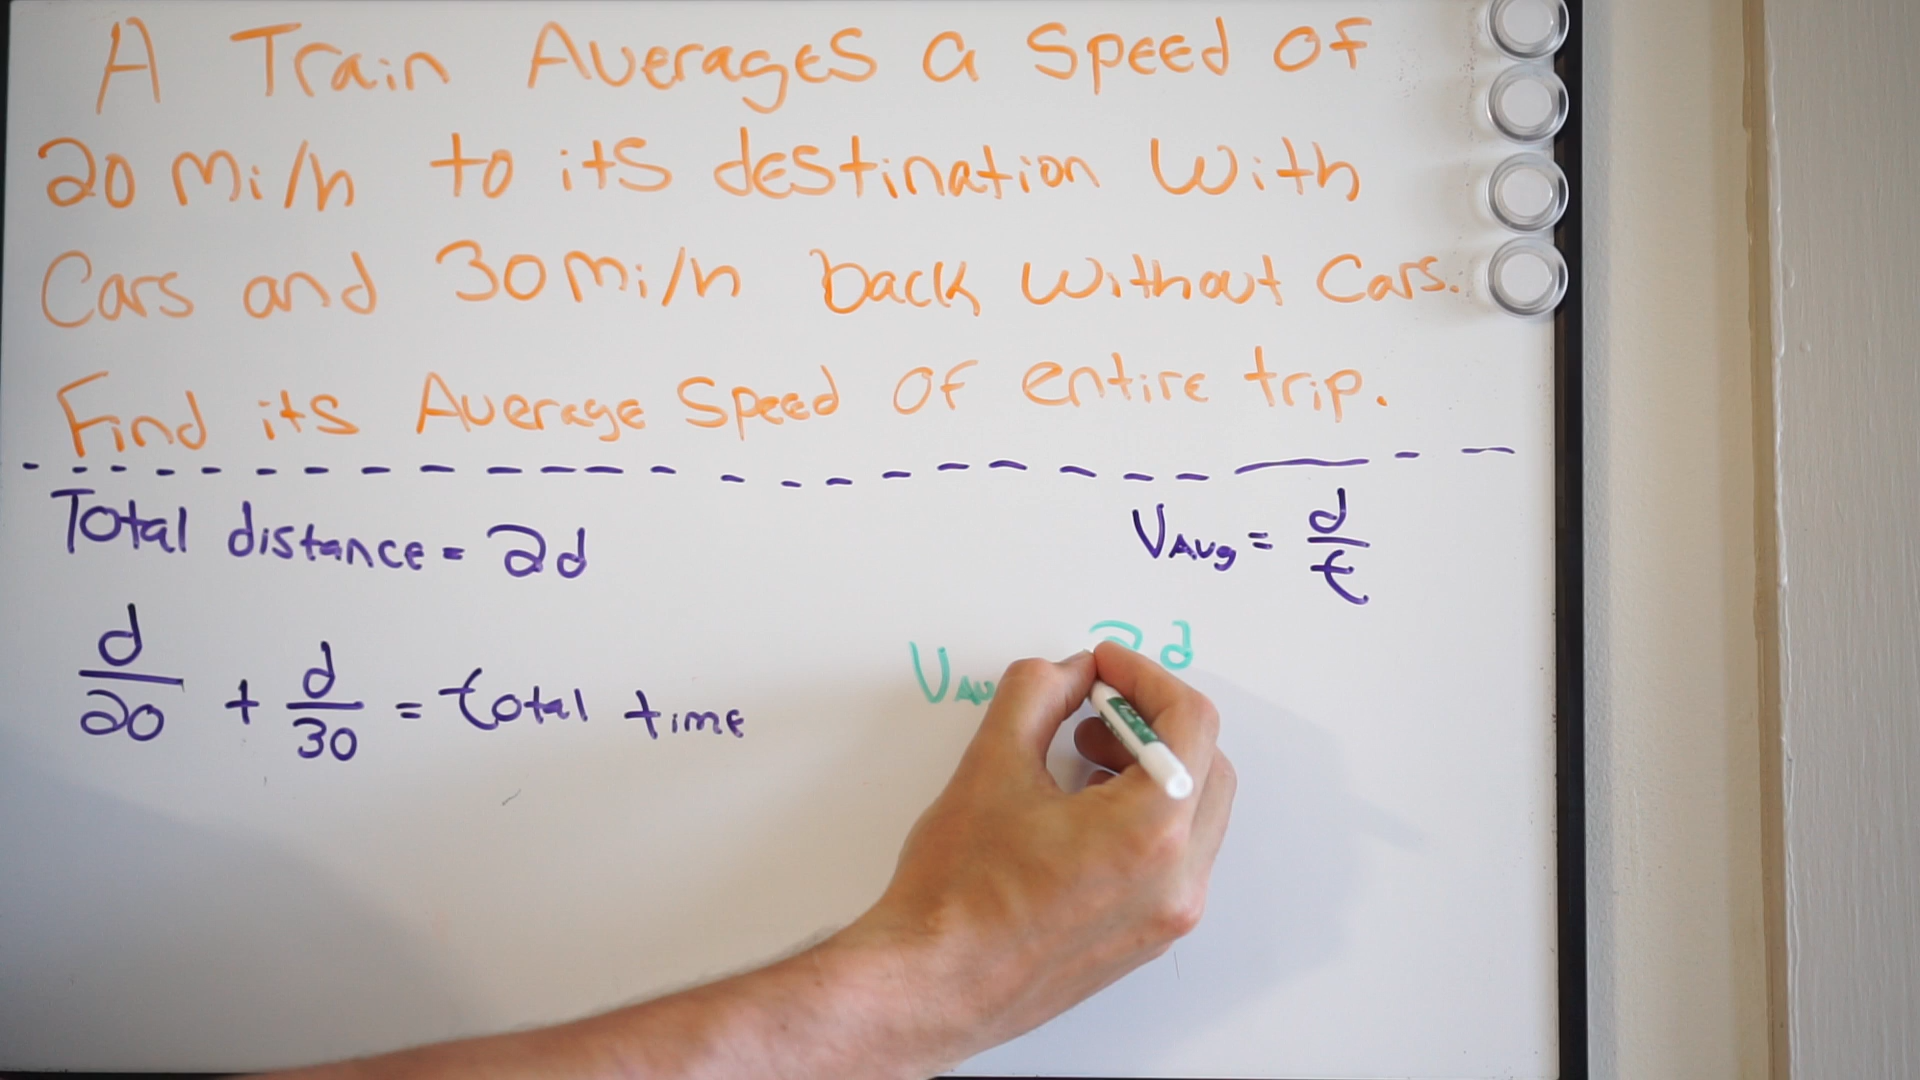 A Train Averages a speed of
20 mi/h to its destination with
Cars and 30 mi/h back without cars.
Find its Average Speed of entire trip.
Total distance = 2d
V Avg = d/t
d/20 + d/30 = total time
2d